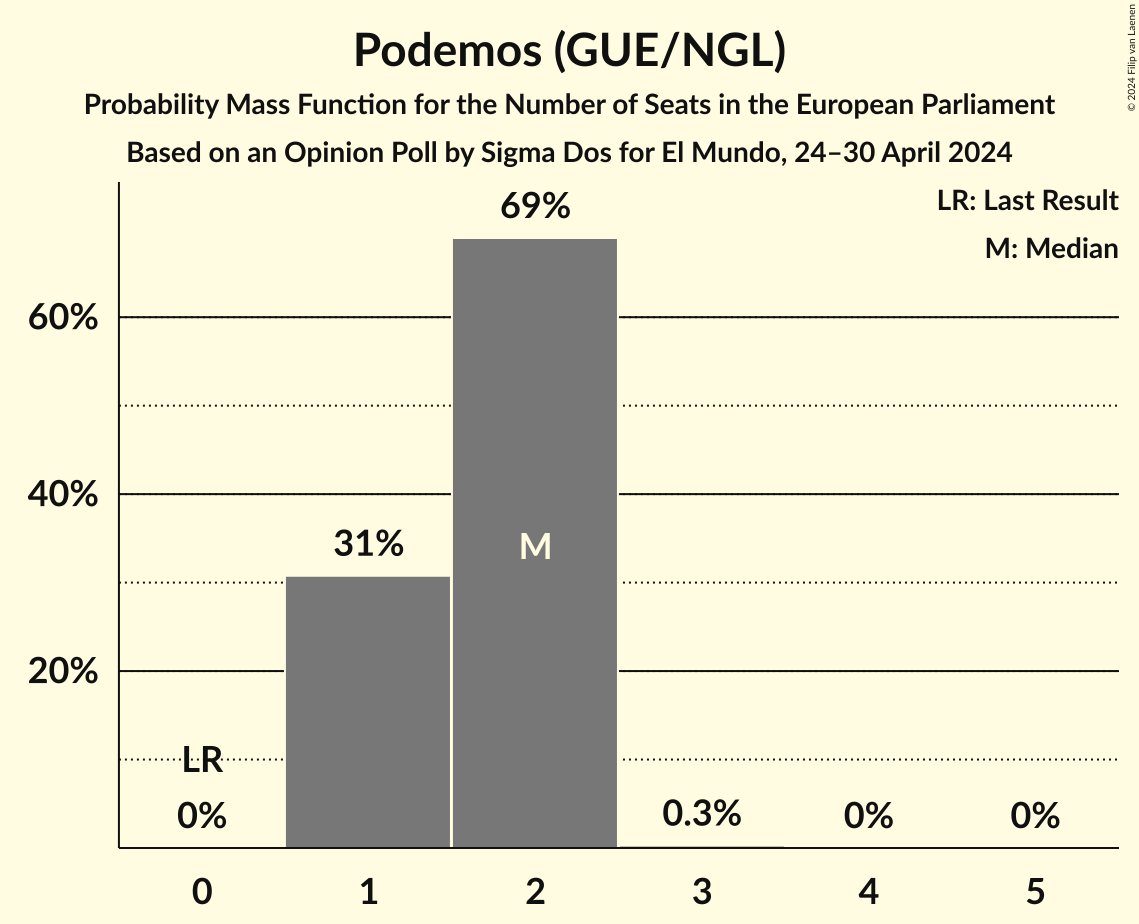 Podemos (GUE/NGL)
Probability Mass Function for the Number of Seats in the European Parliament
Based on an Opinion Poll by Sigma Dos for El Mundo, 24–30 April 2024
© 2024 Filip van Laenen
LR: Last Result
M: Median
69%
60%
40%
31%
M
20%
LR
0%
0.3%
0%
0%
0 1 2 3 4 5